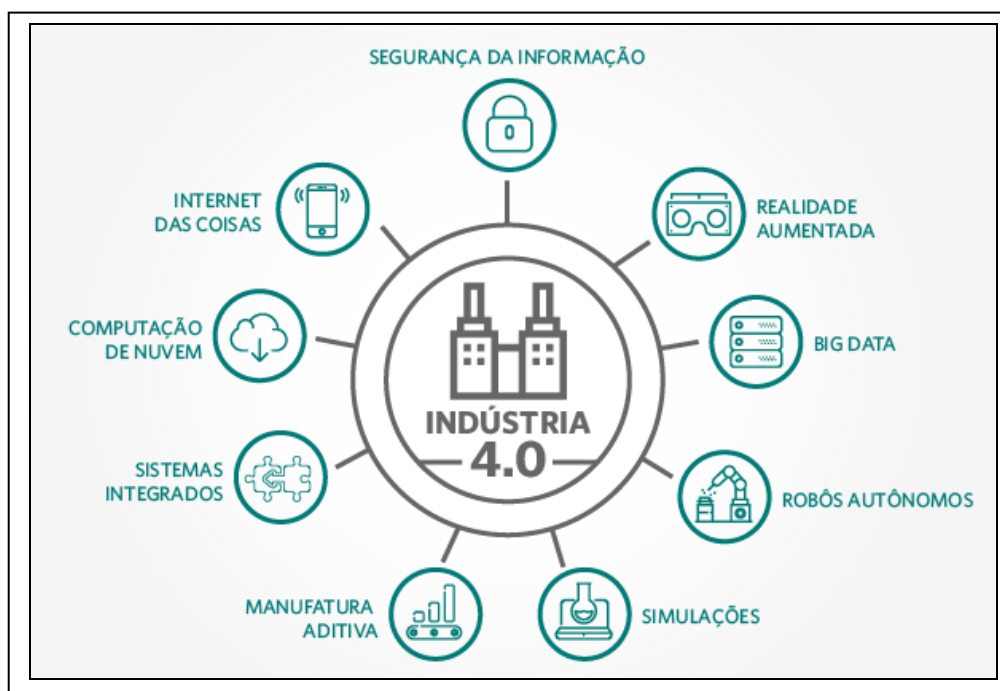 SEGURANÇA DA INFORMAÇÃO
INTERNET
DAS COISAS
REALIDADE
AUMENTADA
COMPUTAÇÃO
DE NUVEM
BIG DATA
INDÚSTRIA
4.0
SISTEMAS
INTEGRADOS
ROBÔS AUTÔNOMOS
MANUFATURA
ADITIVA
SIMULAÇÕES